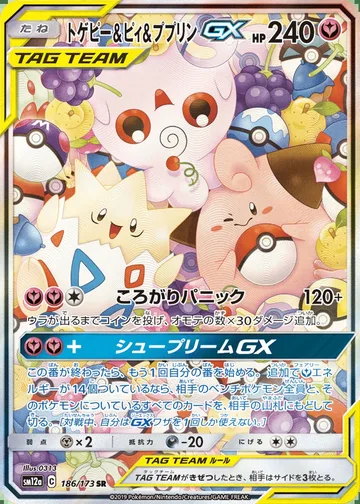 たね
トゲピー&ピィ&ププリンGX HP 240
TAG TEAM
ころがりパニック 120+
ウラが出るまでコインを投げ、オモテの数×30ダメージ追加。
+ シュープリームGX
この番が終わったら、もう1回自分の番を始める。追加でエネ
ルギーが14個ついているなら、相手のベンチポケモン全員と、そ
のポケモンについているすべてのカードを、相手の山札にもどして
切る。[対戦中、自分はGXワザを1回しか使えない。]
弱点 ×2 抵抗力 -20 にげる
Illus.0313
sm12a C 186/173 SR
TAG TEAM ルール
TAG TEAMがきぜつしたとき、相手はサイドを3枚とる。
©2019 Pokémon/Nintendo/Creatures/GAME FREAK.